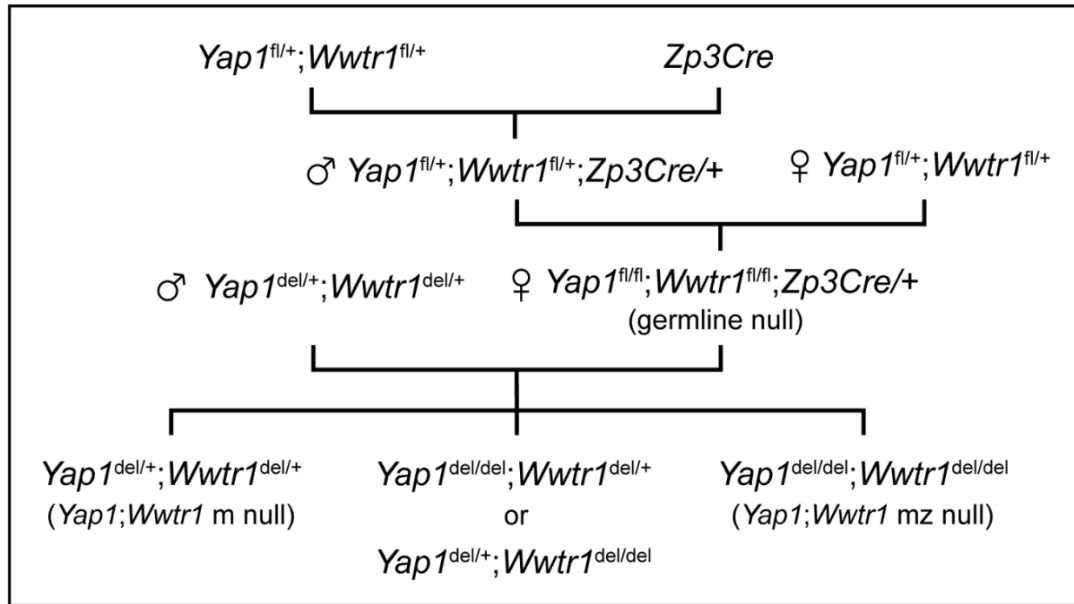 Yap1fl/+;Wwtr1fl/+ Zp3Cre
♂ Yap1fl/+;Wwtr1fl/+;Zp3Cre/+ ♀ Yap1fl/+;Wwtr1fl/+
♂ Yap1del/+;Wwtr1del/+ ♀ Yap1fl/fl;Wwtr1fl/fl;Zp3Cre/+
(germline null)
Yap1del/+;Wwtr1del/+ Yap1del/del;Wwtr1del/+ Yap1del/del;Wwtr1del/del
(Yap1;Wwtr1 m null) or (Yap1;Wwtr1 mz null)
Yap1del/+;Wwtr1del/del